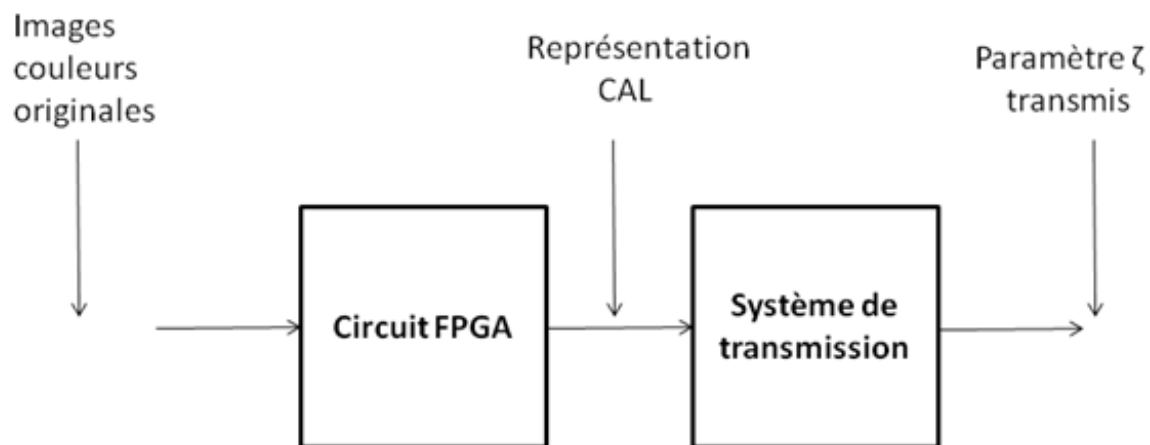 Images
couleurs
originales
Représentation
CAL
Paramètre ζ
transmis
Circuit FPGA
Système de
transmission